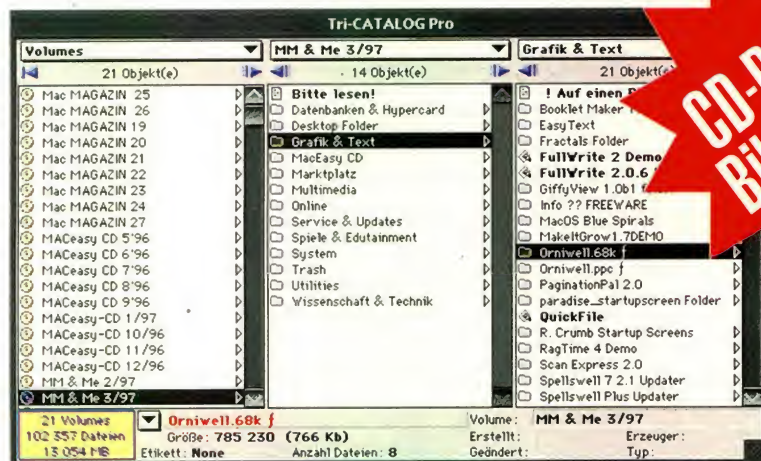 Tri-CATALOG Pro
Volumes
21 Objekt(e)
Mac MAGAZIN 25
Mac MAGAZIN 26
Mac MAGAZIN 19
Mac MAGAZIN 20
Mac MAGAZIN 21
Mac MAGAZIN 22
Mac MAGAZIN 23
Mac MAGAZIN 24
Mac MAGAZIN 27
MACeasy CD 5'96
MACeasy CD 6'96
MACeasy CD 7'96
MACeasy CD 8'96
MACeasy CD 9'96
MACeasy-CD 1/97
MACeasy-CD 10/96
MACeasy-CD 11/96
MACeasy-CD 12/96
MM & Me 2/97
MM & Me 3/97
MM & Me 3/97
14 Objekt(e)
Bitte lesen!
Datenbanken & Hypercard
Desktop Folder
Grafik & Text
MacEasy CD
Marktplatz
Multimedia
Online
Service & Updates
Spiele & Edutainment
System
Trash
Utilities
Wissenschaft & Technik
Grafik & Text
21 Objekt(e)
! Auf einen
Booklet Maker
EasyText
Fractals Folder
FullWrite 2 Demo
FullWrite 2.0.6
GiffyView 1.0b1
Info ?? FREEWARE
MacOS Blue Spirals
MakeItGrow1.7DEMO
Orniwell.68k ƒ
Orniwell.ppc ƒ
PaginationPal 2.0
paradise_startupscreen Folder
QuickFile
R. Crumb Startup Screens
RagTime 4 Demo
Scan Express 2.0
Spellswell 7 2.1 Updater
Spellswell Plus Updater
21 Volumes
102 357 Dateien
13 054 MB
Orniwell.68k ƒ
Größe: 785 230 (766 Kb)
Etikett: None
Anzahl Dateien: 8
Volume: MM & Me 3/97
Erstellt:
Erzeuger:
Geändert:
Typ: